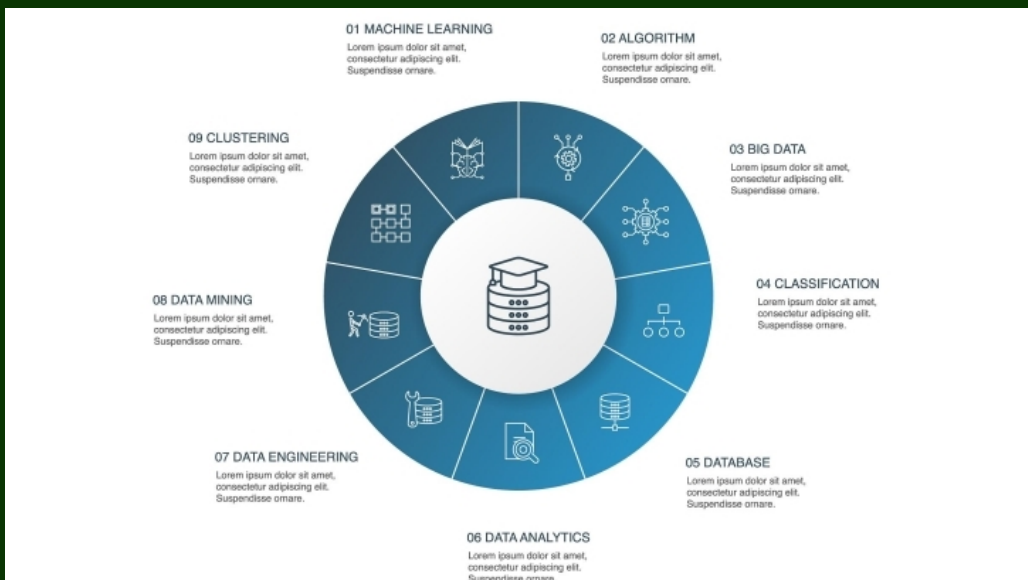 01 MACHINE LEARNING
Lorem ipsum dolor sit amet,
consectetur adipiscing elit.
Suspendisse ornare.
02 ALGORITHM
Lorem ipsum dolor sit amet,
consectetur adipiscing elit.
Suspendisse ornare.
03 BIG DATA
Lorem ipsum dolor sit amet,
consectetur adipiscing elit.
Suspendisse ornare.
04 CLASSIFICATION
Lorem ipsum dolor sit amet,
consectetur adipiscing elit.
Suspendisse ornare.
05 DATABASE
Lorem ipsum dolor sit amet,
consectetur adipiscing elit.
Suspendisse ornare.
06 DATA ANALYTICS
Lorem ipsum dolor sit amet,
consectetur adipiscing elit.
Suspendisse ornare.
07 DATA ENGINEERING
Lorem ipsum dolor sit amet,
consectetur adipiscing elit.
Suspendisse ornare.
08 DATA MINING
Lorem ipsum dolor sit amet,
consectetur adipiscing elit.
Suspendisse ornare.
09 CLUSTERING
Lorem ipsum dolor sit amet,
consectetur adipiscing elit.
Suspendisse ornare.